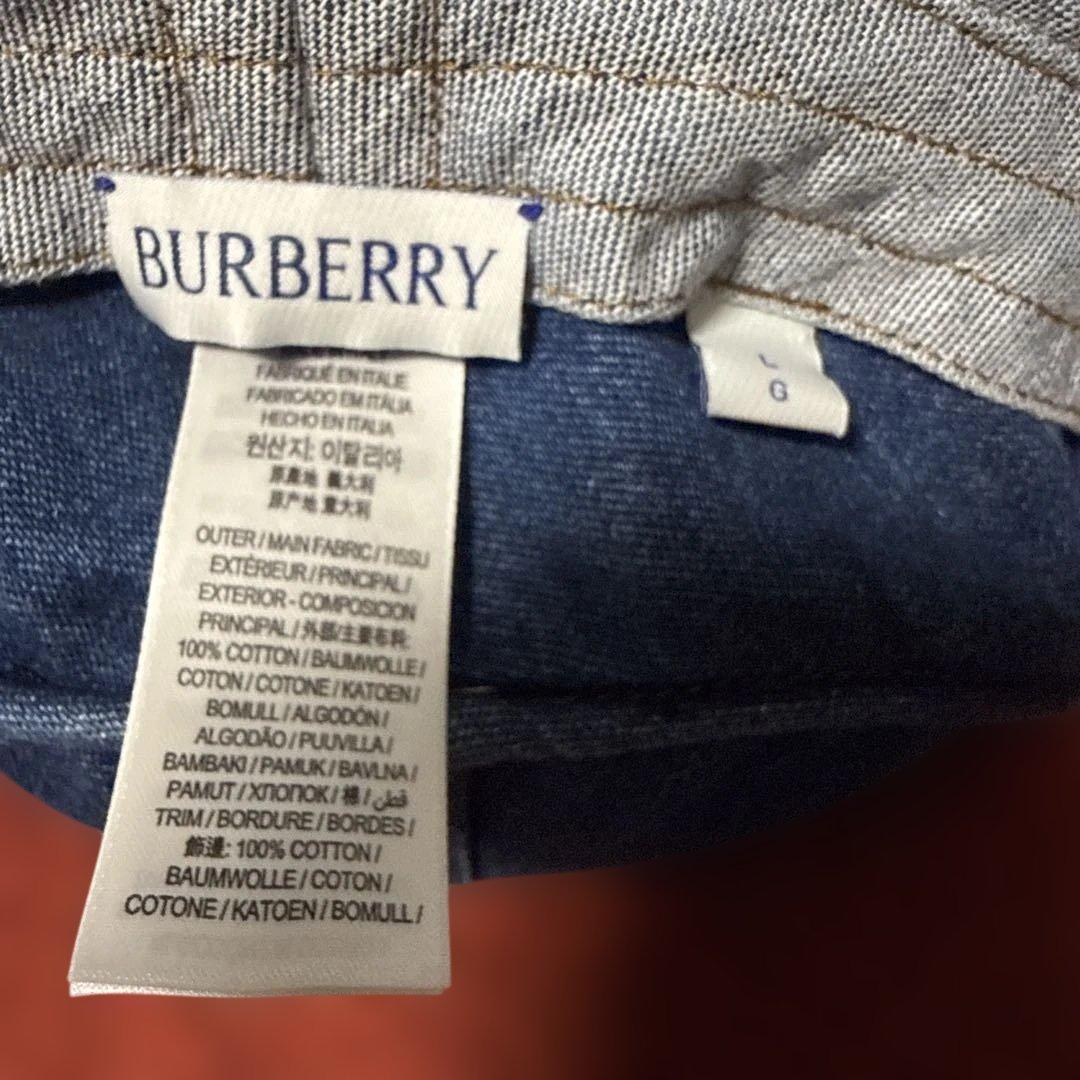 BURBERRY
L
G
FABRIQUÉ EN ITALIE
FABRICADO EM ITÁLIA
HECHO EN ITALIA
원산지: 이탈리아
原產地 義大利
原产地 意大利
OUTER / MAIN FABRIC / TISSU
EXTÉRIEUR / PRINCIPAL /
EXTERIOR - COMPOSICION
PRINCIPAL / 外部/主要布料:
100% COTTON / BAUMWOLLE /
COTON / COTONE / KATOEN /
BOMULL / ALGODÓN /
ALGODÃO / PUUVILLA /
BAMBAKI / PAMUK / BAVLNA /
PAMUT / ХЛОПОК / 棉 / قطن
TRIM / BORDURE / BORDES /
飾邊: 100% COTTON /
BAUMWOLLE / COTON /
COTONE / KATOEN / BOMULL /